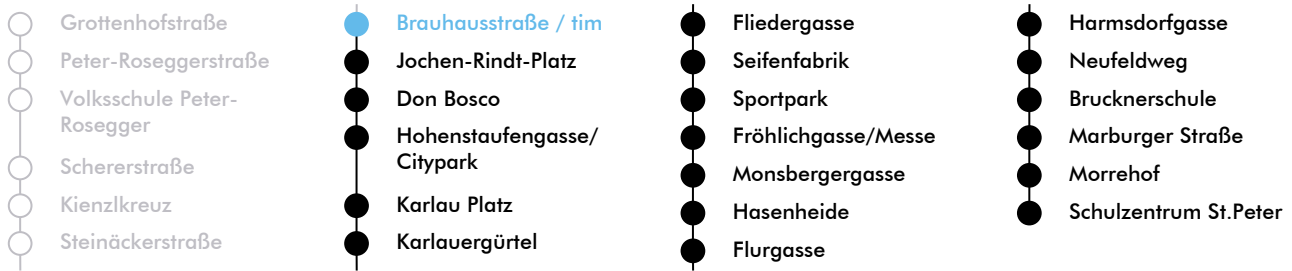 Grottenhofstraße
Peter-Roseggerstraße
Volksschule Peter-
Rosegger
Schererstraße
Kienzlkreuz
Steinäckerstraße
Brauhausstraße / tim
Jochen-Rindt-Platz
Don Bosco
Hohenstaufengasse/
Citypark
Karlau Platz
Karlauergürtel
Fliedergasse
Seifenfabrik
Sportpark
Fröhlichgasse/Messe
Monsbergergasse
Hasenheide
Flurgasse
Harmsdorfgasse
Neufeldweg
Brucknerschule
Marburger Straße
Morrehof
Schulzentrum St.Peter